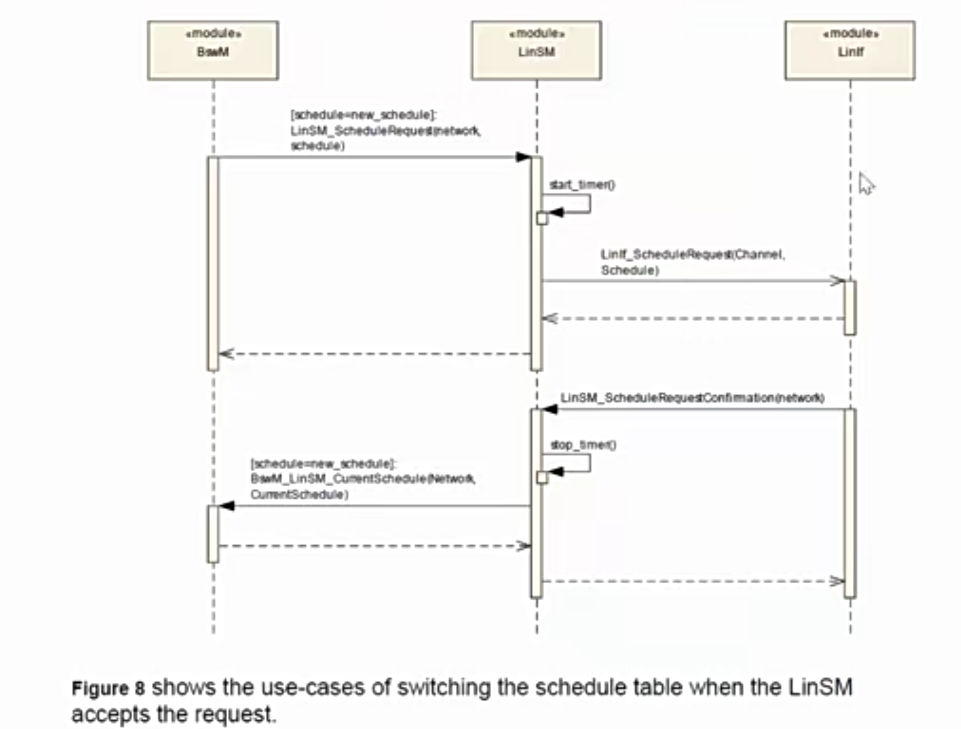 «module»
BswM
«module»
LinSM
«module»
LinIf
[schedule=new_schedule]:
LinSM_ScheduleRequest(network,
schedule)
start_timer()
LinIf_ScheduleRequest(Channel,
Schedule)
LinSM_ScheduleRequestConfirmation(network)
stop_timer()
[schedule=new_schedule]:
BswM_LinSM_CurrentSchedule(Network,
CurrentSchedule)
Figure 8 shows the use-cases of switching the schedule table when the LinSM
accepts the request.